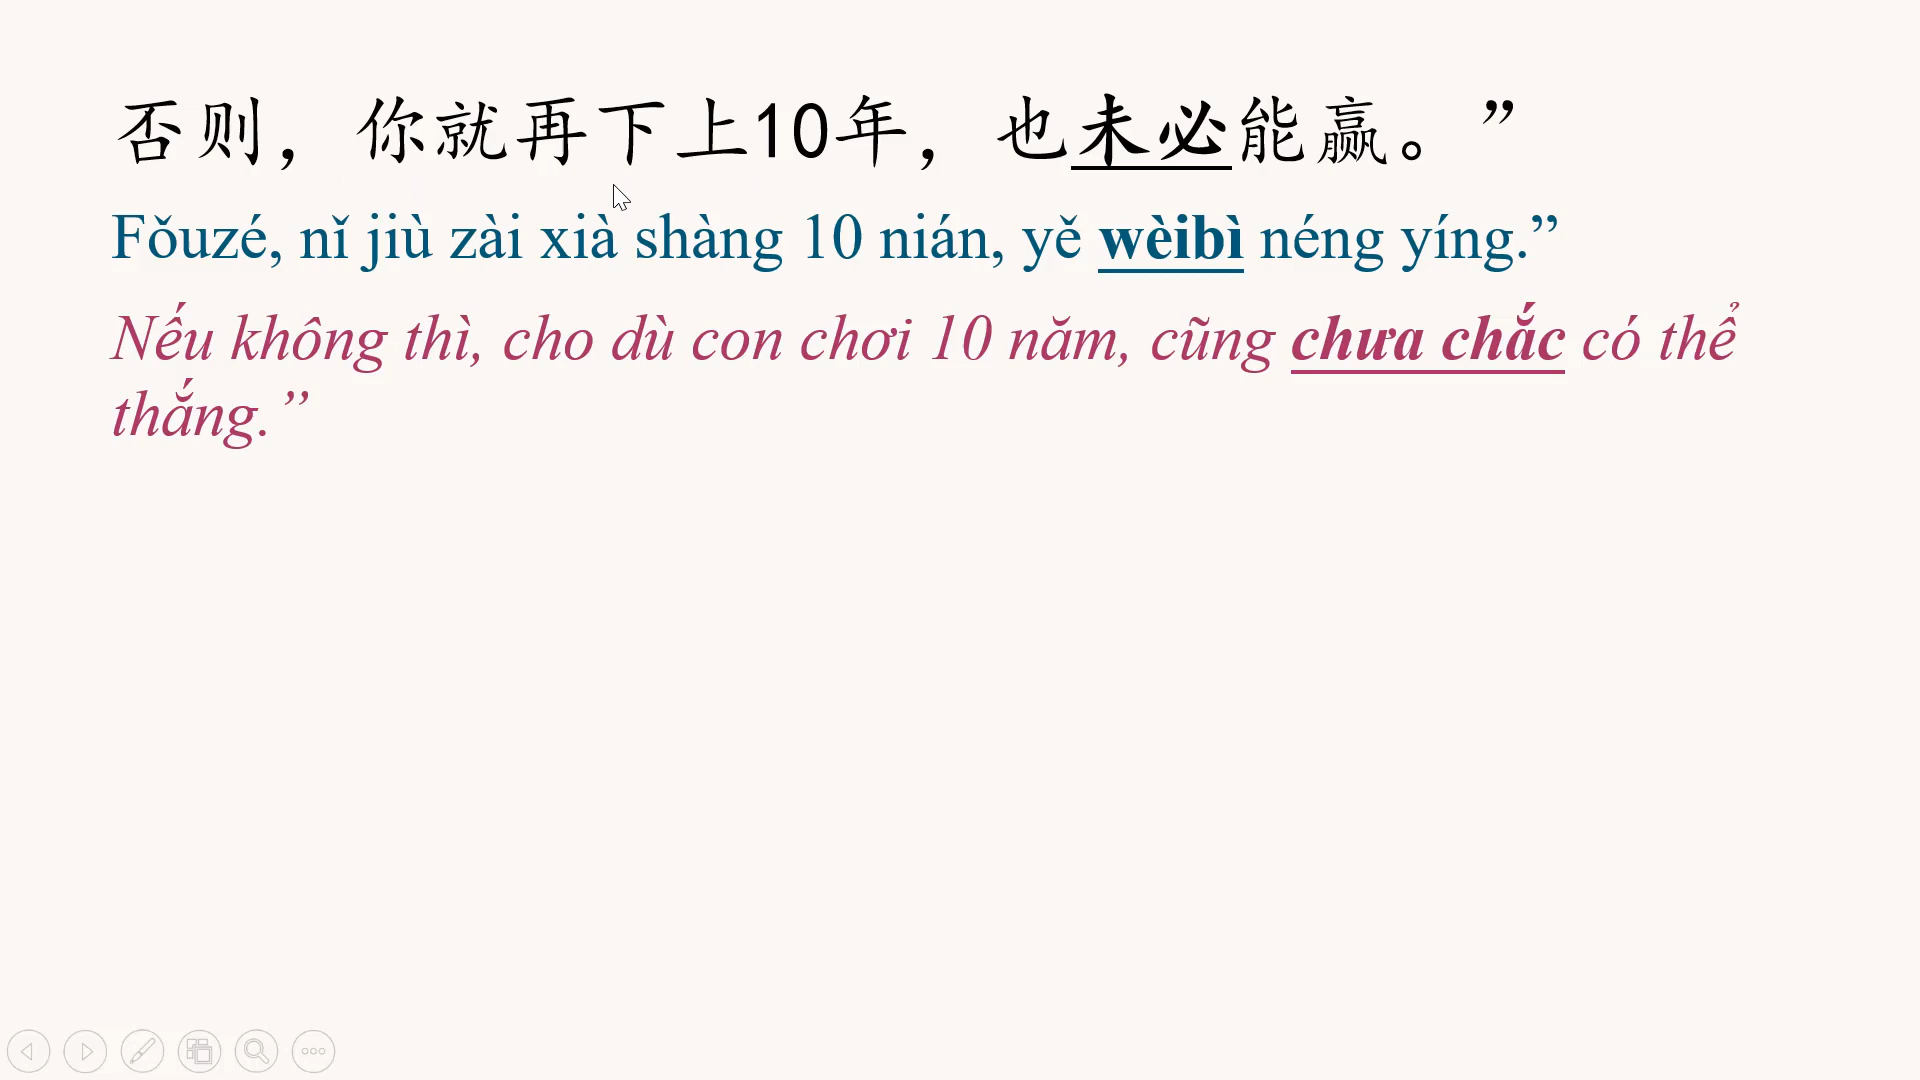 否则，你就再下上10年，也未必能赢。”
Fǒuzé, nǐ jiù zài xià shàng 10 nián, yě wèibì néng yíng.”
Nếu không thì, cho dù con chơi 10 năm, cũng chưa chắc có thể
thắng.”